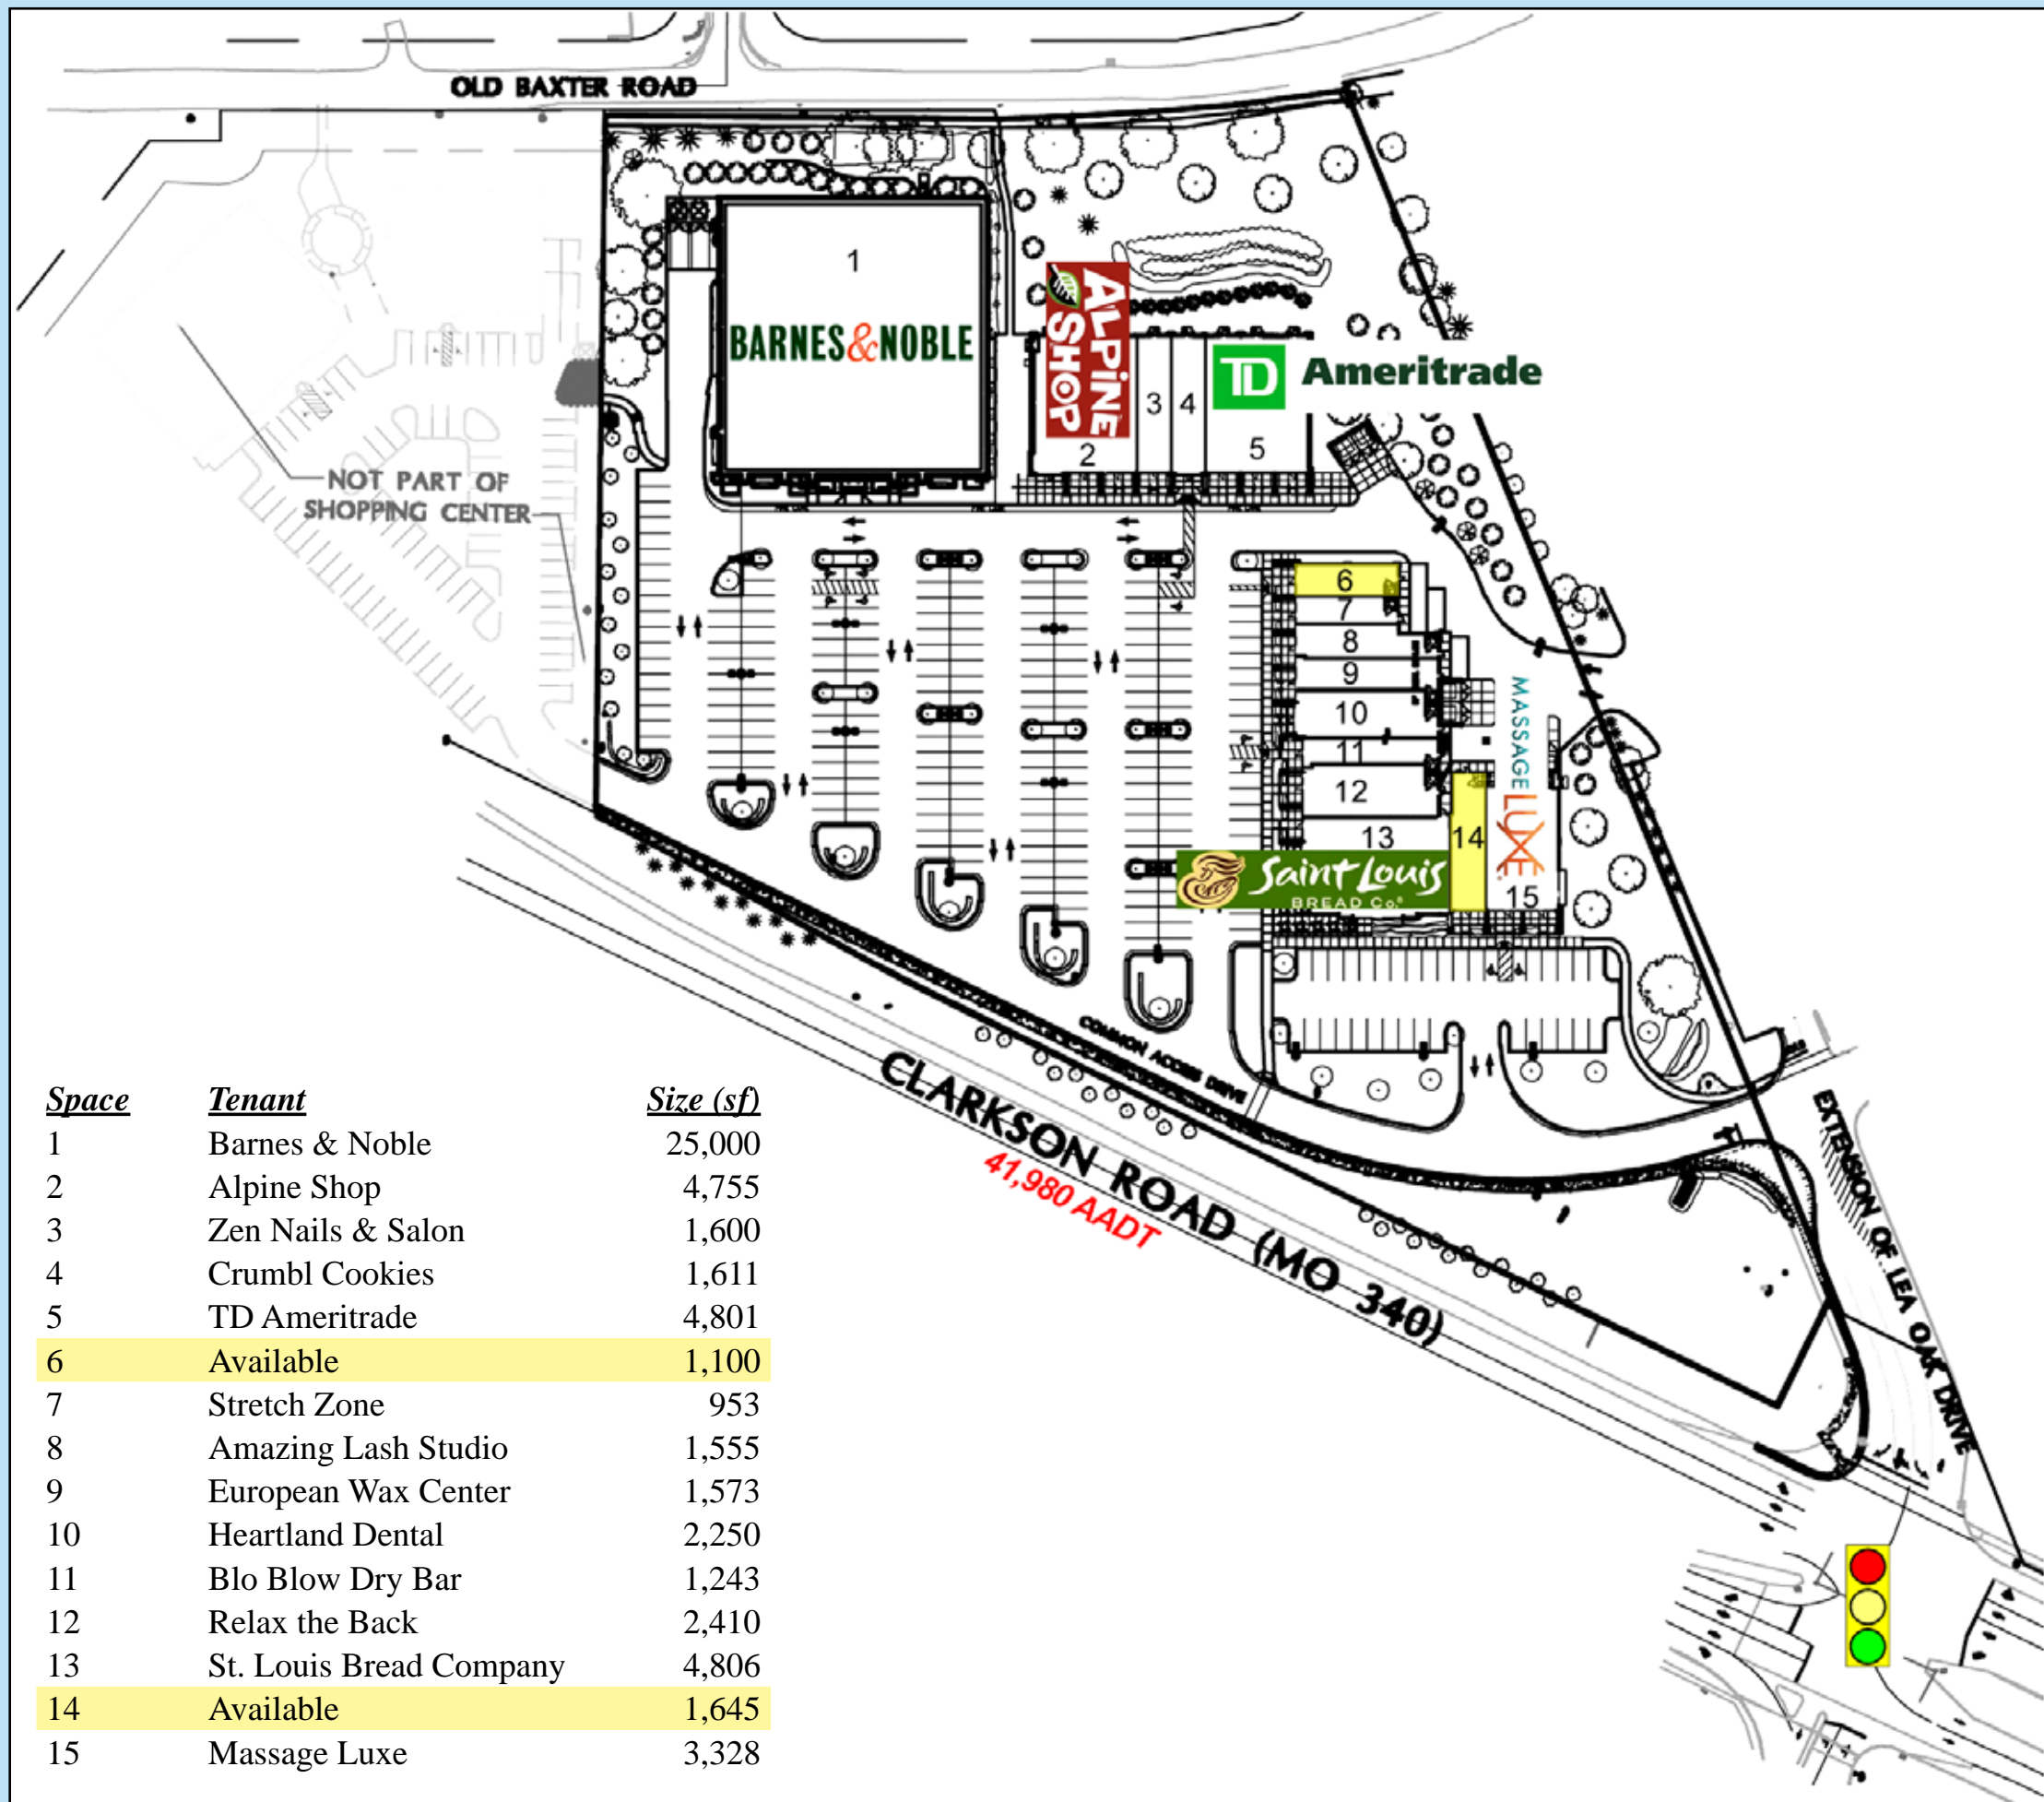 OLD BAXTER ROAD
1
BARNES&NOBLE
ALPINE
SHOP
2
3
4
TD Ameritrade
5
NOT PART OF
SHOPPING CENTER
6
7
8
9
10
11
12
13
14
MASSAGE
LUXE
15
Saint Louis
BREAD Co.
COMMON ACCESS DRIVE
CLARKSON ROAD (MO 340)
41,980 AADT
EXTENSION OF LEA OAK DRIVE
Space Tenant Size (sf)
1 Barnes & Noble 25,000
2 Alpine Shop 4,755
3 Zen Nails & Salon 1,600
4 Crumbl Cookies 1,611
5 TD Ameritrade 4,801
6 Available 1,100
7 Stretch Zone 953
8 Amazing Lash Studio 1,555
9 European Wax Center 1,573
10 Heartland Dental 2,250
11 Blo Blow Dry Bar 1,243
12 Relax the Back 2,410
13 St. Louis Bread Company 4,806
14 Available 1,645
15 Massage Luxe 3,328